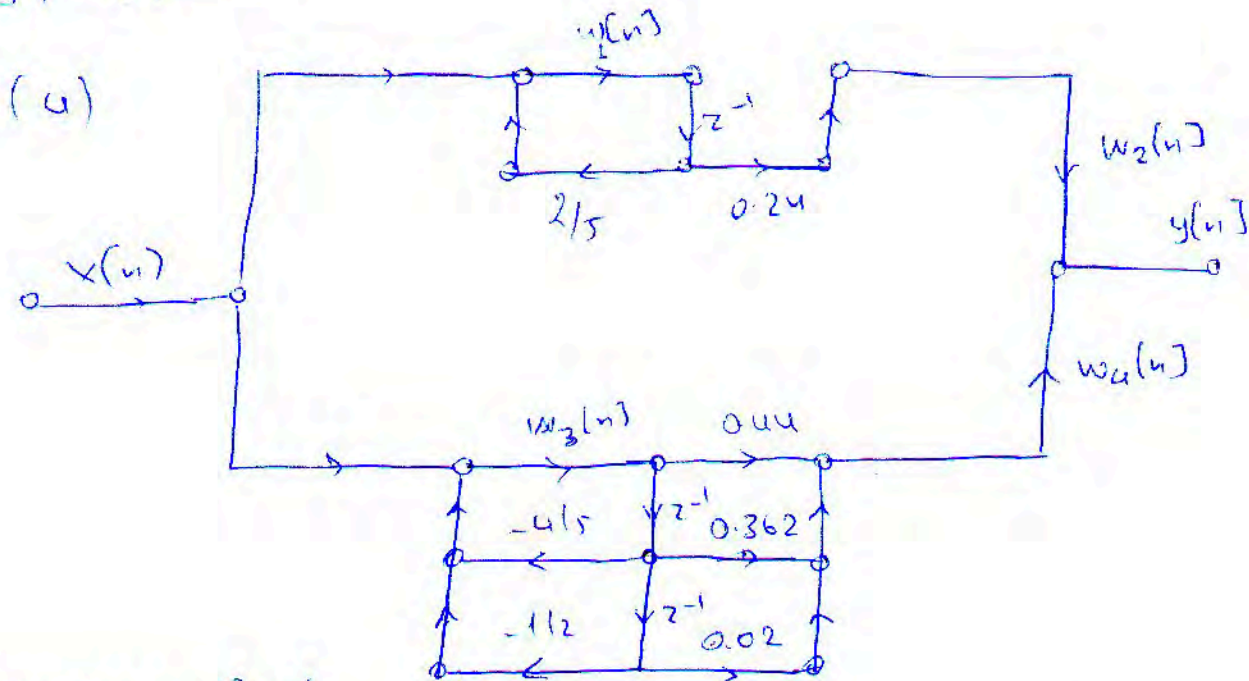 w1[n]
(a)
z⁻¹
w2[n]
2/5 0.24
y[n]
x(n)
w4[n]
w3[n] 0.44
-4/5 z⁻¹ 0.362
-1/2 z⁻¹ 0.02